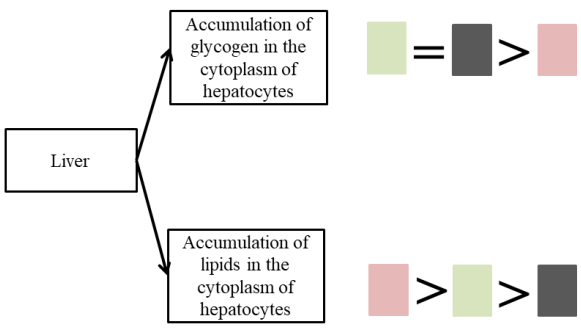 Accumulation of
glycogen in the
cytoplasm of
hepatocytes
= >
Liver
Accumulation of
lipids in the
cytoplasm of
hepatocytes
> >